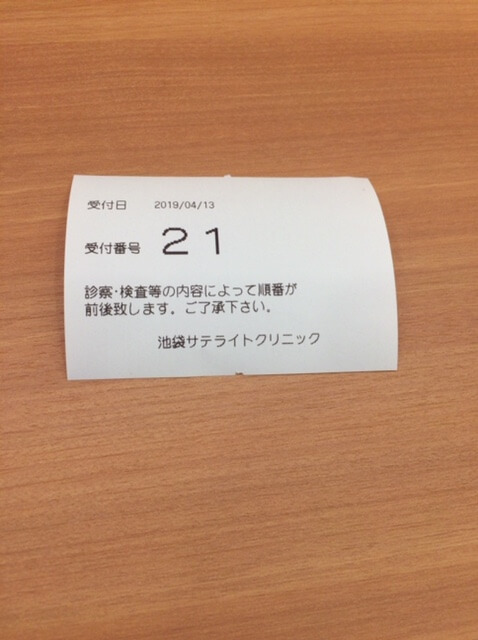 受付日 2019/04/13
受付番号 21
診察・検査等の内容によって順番が
前後致します。ご了承下さい。
池袋サテライトクリニック